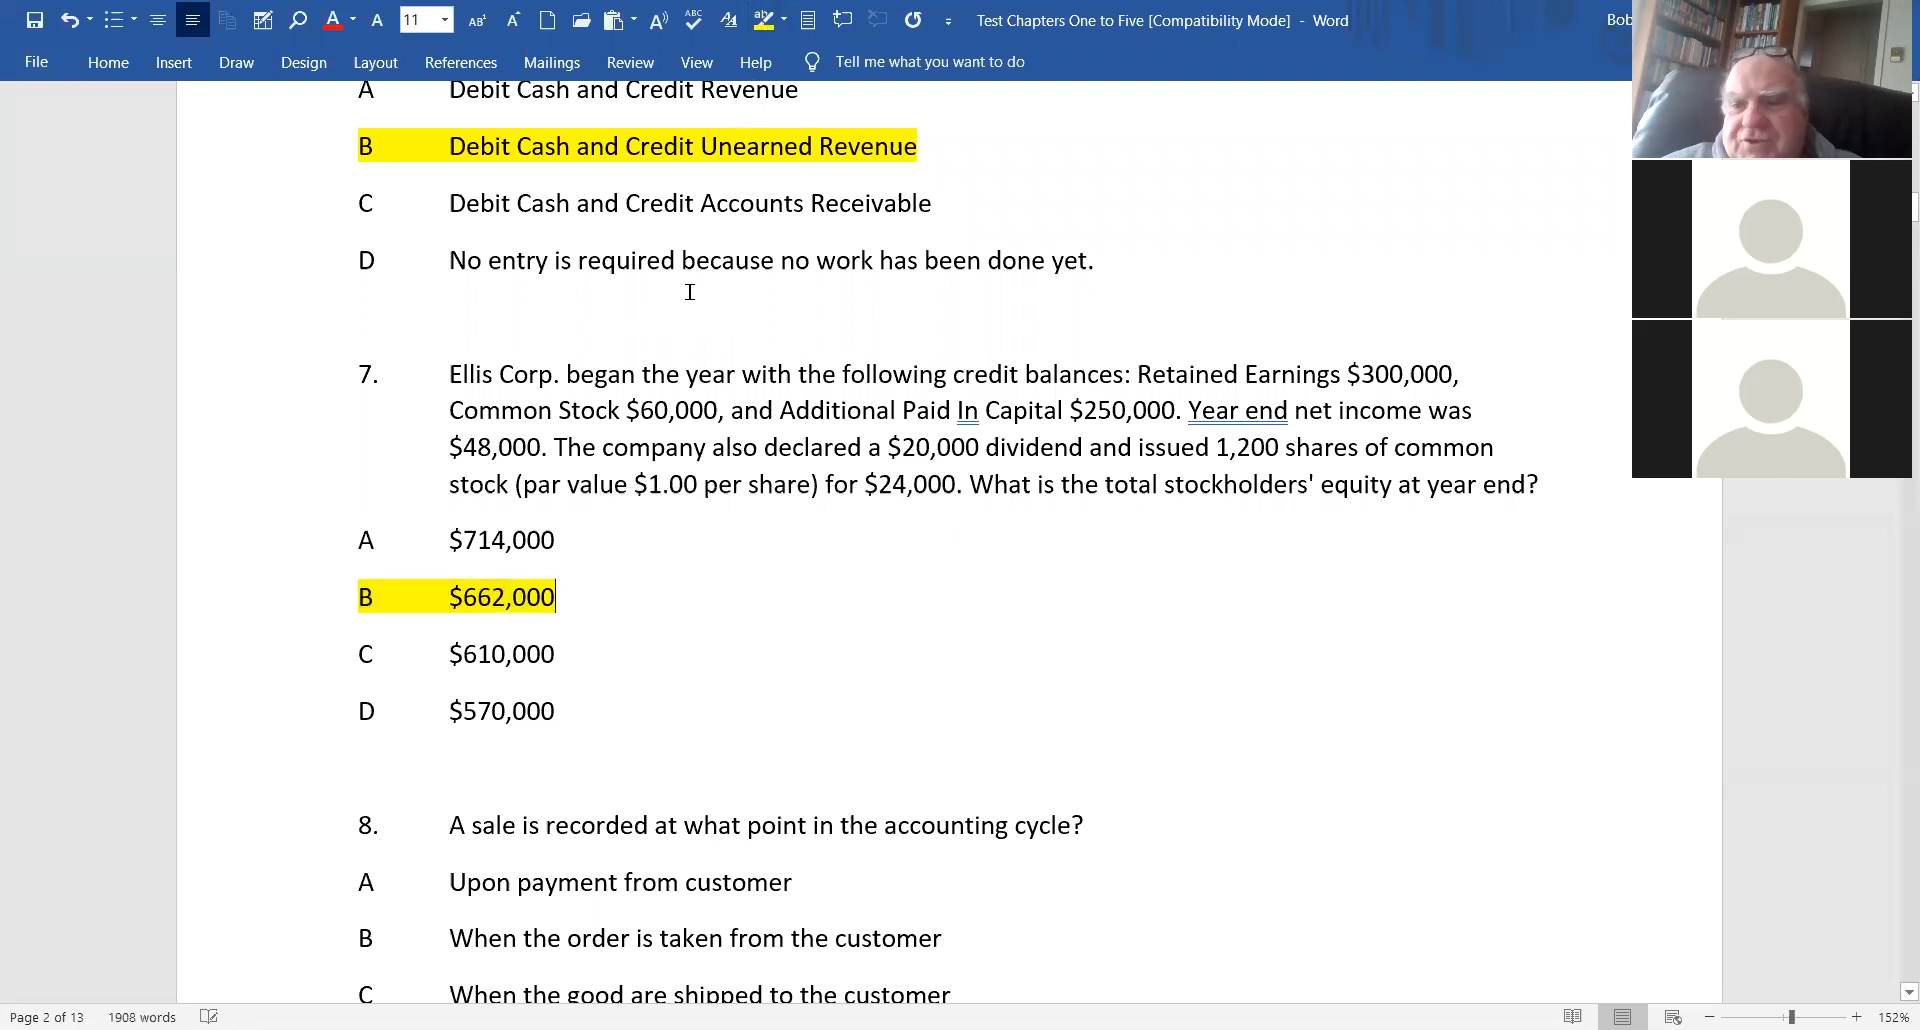 11
Test Chapters One to Five [Compatibility Mode] - Word
Bob
File Home Insert Draw Design Layout References Mailings Review View Help Tell me what you want to do
A Debit Cash and Credit Revenue
B Debit Cash and Credit Unearned Revenue
C Debit Cash and Credit Accounts Receivable
D No entry is required because no work has been done yet.
7. Ellis Corp. began the year with the following credit balances: Retained Earnings $300,000,
Common Stock $60,000, and Additional Paid In Capital $250,000. Year end net income was
$48,000. The company also declared a $20,000 dividend and issued 1,200 shares of common
stock (par value $1.00 per share) for $24,000. What is the total stockholders' equity at year end?
A $714,000
B $662,000
C $610,000
D $570,000
8. A sale is recorded at what point in the accounting cycle?
A Upon payment from customer
B When the order is taken from the customer
C When the good are shipped to the customer
Page 2 of 13 1908 words 152%